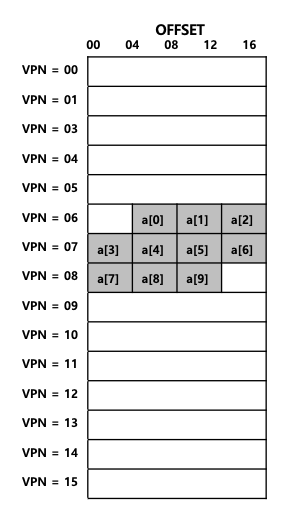 OFFSET
00 04 08 12 16
VPN = 00
VPN = 01
VPN = 03
VPN = 04
VPN = 05
VPN = 06 a[0] a[1] a[2]
VPN = 07 a[3] a[4] a[5] a[6]
VPN = 08 a[7] a[8] a[9]
VPN = 09
VPN = 10
VPN = 11
VPN = 12
VPN = 13
VPN = 14
VPN = 15